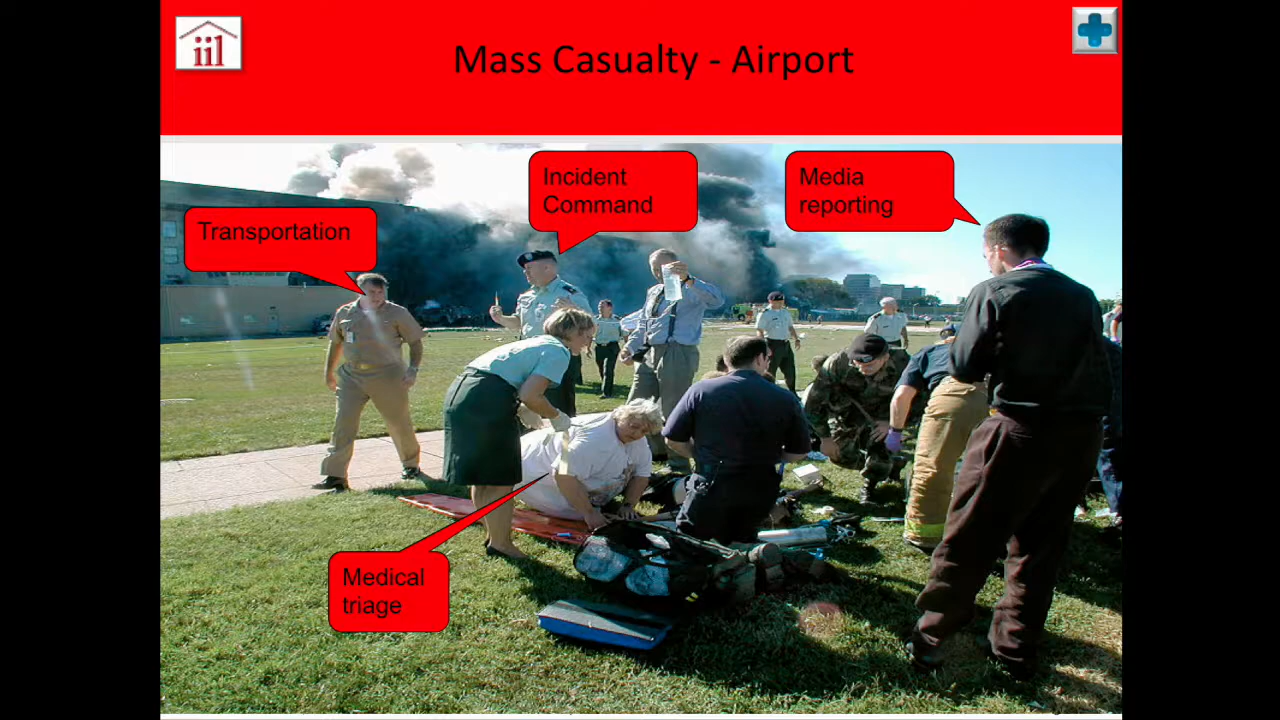 iil
Mass Casualty - Airport
Incident
Command
Media
reporting
Transportation
Medical
triage